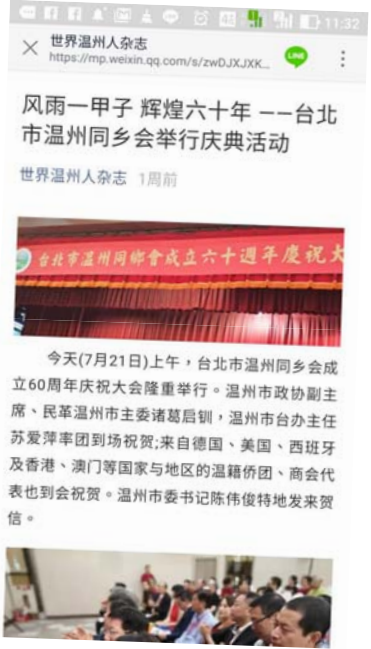 11:32
世界温州人杂志
https://mp.weixin.qq.com/s/zwDJXJXK...
LINE
风雨一甲子 辉煌六十年 ——台北
市温州同乡会举行庆典活动
世界温州人杂志 1周前
台北市温州同鄉會成立六十週年慶祝大
今天(7月21日)上午，台北市温州同乡会成
立60周年庆祝大会隆重举行。温州市政协副主
席、民革温州市主委诸葛启钏，温州市台办主任
苏爱萍率团到场祝贺;来自德国、美国、西班牙
及香港、澳门等国家与地区的温籍侨团、商会代
表也到会祝贺。温州市委书记陈伟俊特地发来贺
信。